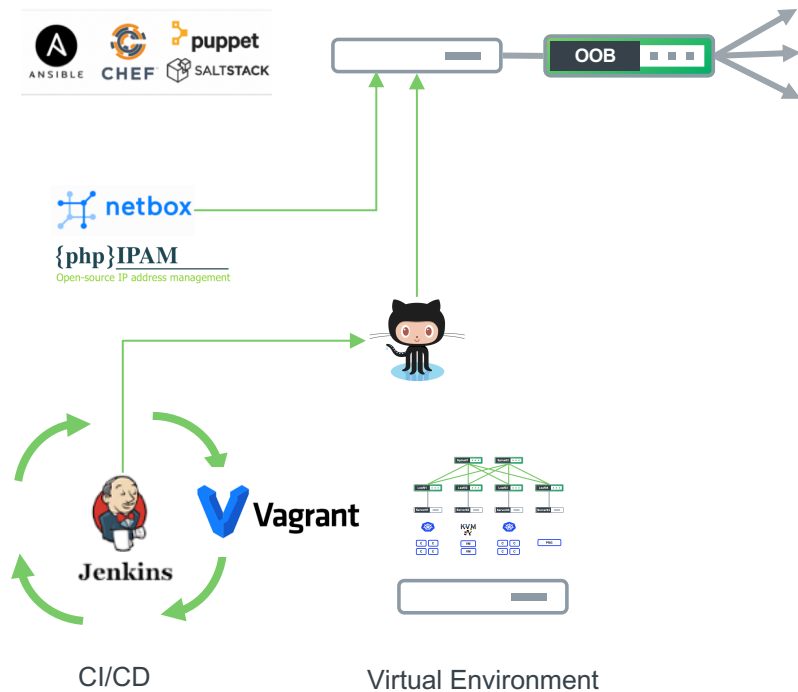 ANSIBLE
CHEF
puppet
SALTSTACK
OOB
netbox
{php}IPAM
Open-source IP address management
Jenkins
Vagrant
KVM
CI/CD
Virtual Environment